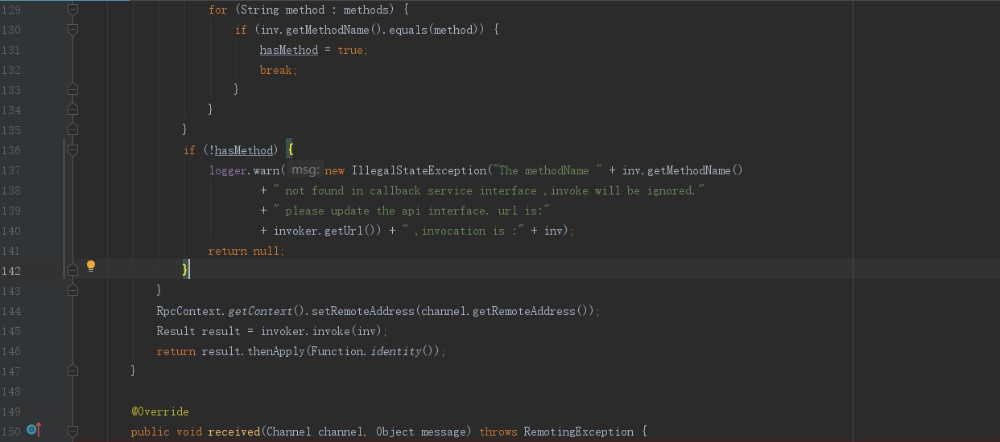 129 for (String method : methods) {
130 if (inv.getMethodName().equals(method)) {
131 hasMethod = true;
132 break;
133 }
134 }
135 }
136 if (!hasMethod) {
137 logger.warn( msg: new IllegalStateException("The methodName " + inv.getMethodName()
138 + " not found in callback service interface ,invoke will be ignored."
139 + " please update the api interface. url is:"
140 + invoker.getUrl()) + " ,invocation is :" + inv);
141 return null;
142 }
143 }
144 RpcContext.getContext().setRemoteAddress(channel.getRemoteAddress());
145 Result result = invoker.invoke(inv);
146 return result.thenApply(Function.identity());
147 }
148
149 @Override
150 public void received(Channel channel, Object message) throws RemotingException {